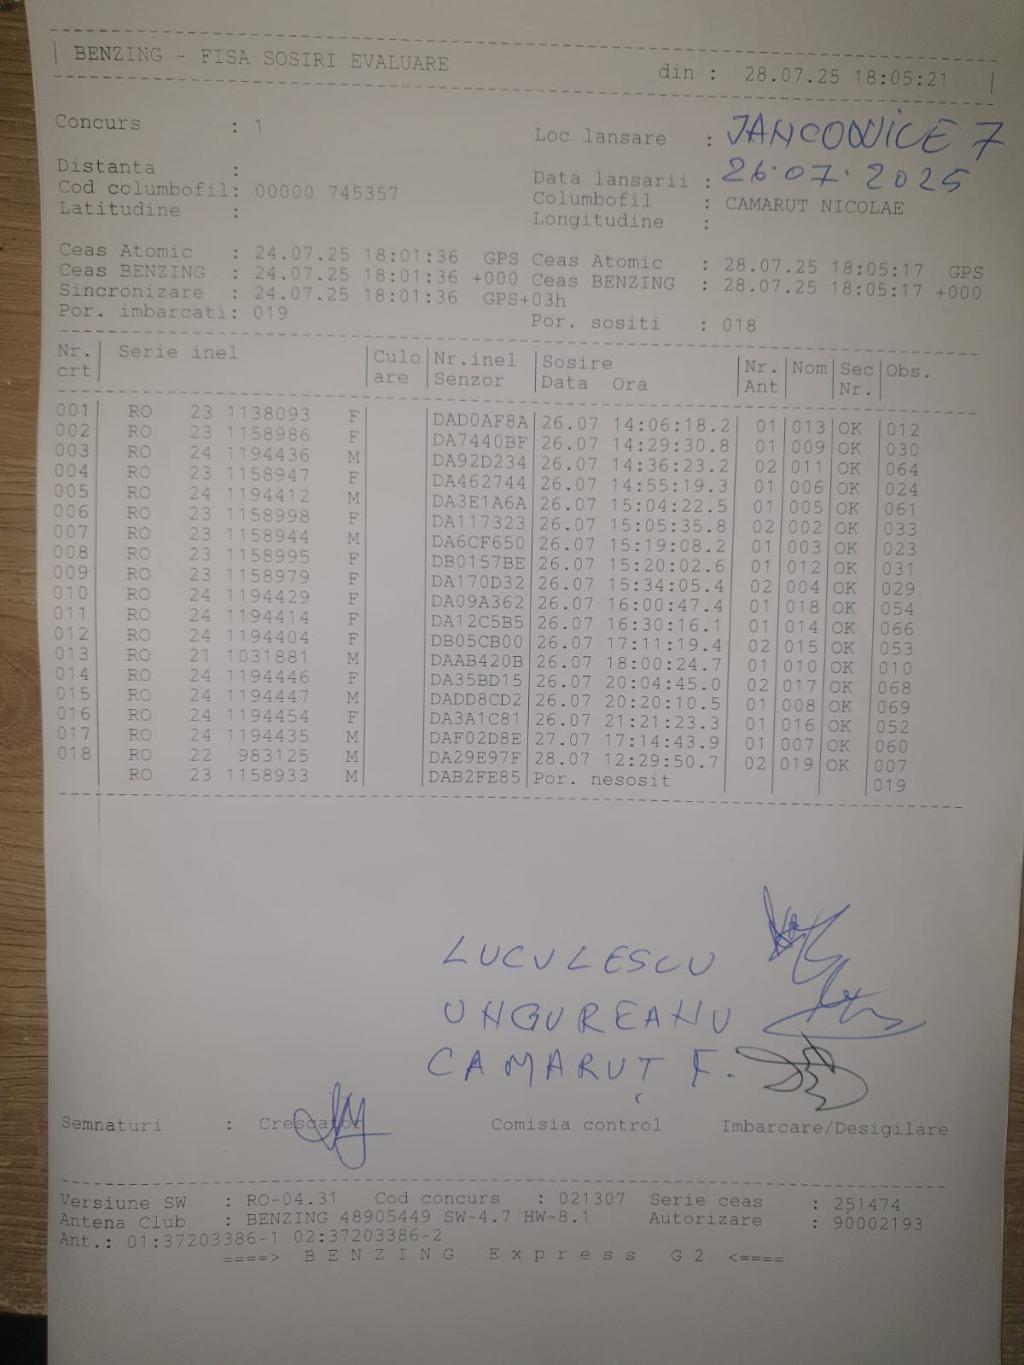 BENZING - FISA SOSIRI EVALUARE din : 28.07.25 18:05:21
Concurs : 1 Loc lansare : JANCOWICE 7
Distanta : Data lansarii : 26.07.2025
Cod columbofil: 00000 745357 Columbofil : CAMARUT NICOLAE
Latitudine : Longitudine :
Ceas Atomic : 24.07.25 18:01:36 GPS Ceas Atomic : 28.07.25 18:05:17 GPS
Ceas BENZING : 24.07.25 18:01:36 +000 Ceas BENZING : 28.07.25 18:05:17 +000
Sincronizare : 24.07.25 18:01:36 GPS+03h
Por. imbarcati: 019 Por. sositi : 018
Nr. Serie inel Culo Nr.inel Sosire Nr. Nom Sec Obs.
crt are Senzor Data Ora Ant Nr.
001 RO 23 1138093 F DAD0AF8A 26.07 14:06:18.2 01 013 OK 012
002 RO 23 1158986 F DA7440BF 26.07 14:29:30.8 01 009 OK 030
003 RO 24 1194436 M DA92D234 26.07 14:36:23.2 02 011 OK 064
004 RO 23 1158947 F DA462744 26.07 14:55:19.3 01 006 OK 024
005 RO 24 1194412 M DA3E1A6A 26.07 15:04:22.5 01 005 OK 061
006 RO 23 1158998 F DA117323 26.07 15:05:35.8 02 002 OK 033
007 RO 23 1158944 M DA6CF650 26.07 15:19:08.2 01 003 OK 023
008 RO 23 1158995 F DB0157BE 26.07 15:20:02.6 01 012 OK 031
009 RO 23 1158979 F DA170D32 26.07 15:34:05.4 02 004 OK 029
010 RO 24 1194429 F DA09A362 26.07 16:00:47.4 01 018 OK 054
011 RO 24 1194414 F DA12C5B5 26.07 16:30:16.1 01 014 OK 066
012 RO 24 1194404 F DB05CB00 26.07 17:11:19.4 02 015 OK 053
013 RO 21 1031881 M DAAB420B 26.07 18:00:24.7 01 010 OK 010
014 RO 24 1194446 F DA35BD15 26.07 20:04:45.0 02 017 OK 068
015 RO 24 1194447 M DADD8CD2 26.07 20:20:10.5 01 008 OK 069
016 RO 24 1194454 F DA3A1C81 26.07 21:21:23.3 01 016 OK 052
017 RO 24 1194435 M DAF02D8E 27.07 17:14:43.9 01 007 OK 060
018 RO 22 983125 M DA29E97F 28.07 12:29:50.7 02 019 OK 007
RO 23 1158933 M DAB2FE85 Por. nesosit 019
LUCULESCU
UNGUREANU
CAMARUȚ F.
Semnaturi : Crescator Comisia control Imbarcare/Desigilare
Versiune SW : RO-04.31 Cod concurs : 021307 Serie ceas : 251474
Antena Club : BENZING 48905449 SW-4.7 HW-8.1 Autorizare : 90002193
Ant.: 01:37203386-1 02:37203386-2
====> B E N Z I N G E x p r e s s G 2 <====